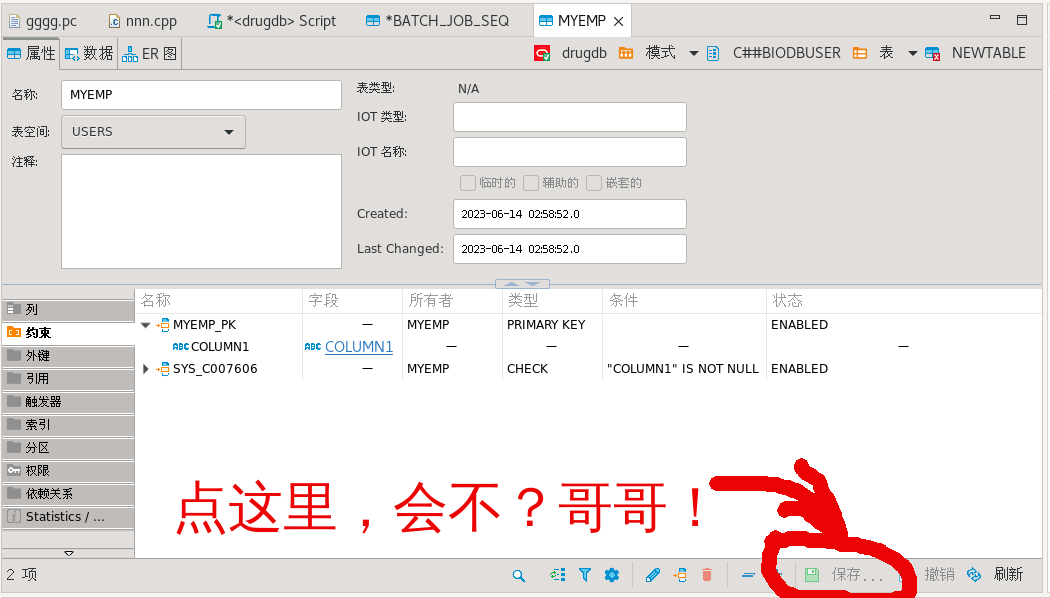 gggg.pc nnn.cpp *<drugdb> Script *BATCH_JOB_SEQ MYEMP
属性 数据 ER 图 drugdb 模式 C##BIODBUSER 表 NEWTABLE
名称: MYEMP
表空间: USERS
注释:
表类型: N/A
IOT 类型:
IOT 名称:
临时的 辅助的 嵌套的
Created: 2023-06-14 02:58:52.0
Last Changed: 2023-06-14 02:58:52.0
列
约束
外键
引用
触发器
索引
分区
权限
依赖关系
Statistics / ...
名称 字段 所有者 类型 条件 状态
MYEMP_PK — MYEMP PRIMARY KEY ENABLED
ABC COLUMN1 ABC COLUMN1 — — — —
SYS_C007606 — MYEMP CHECK "COLUMN1" IS NOT NULL ENABLED
点这里，会不？哥哥！
2 项 保存... 撤销 刷新